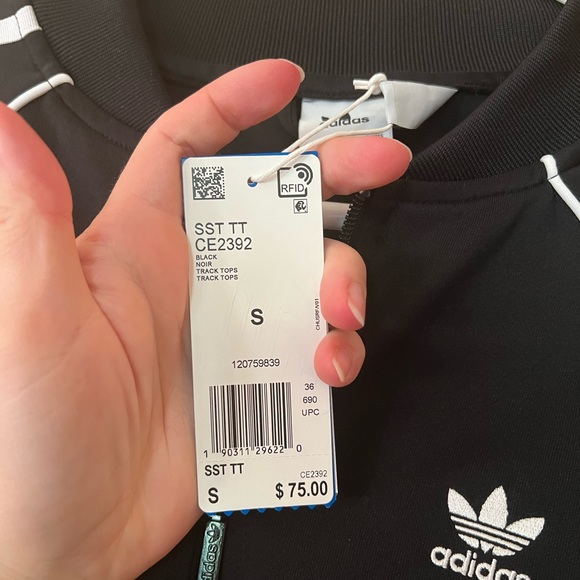 adidas
RFID
SST TT
CE2392
BLACK
NOIR
TRACK TOPS
TRACK TOPS
S
120759839
36
690
UPC
1 90311 29622 0
SST TT
CE2392
S
$ 75.00
adidas
adidas